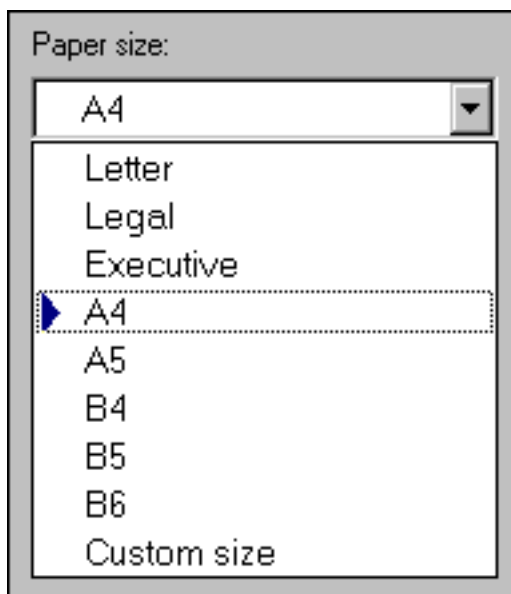 Paper size:
A4
Letter
Legal
Executive
A4
A5
B4
B5
B6
Custom size